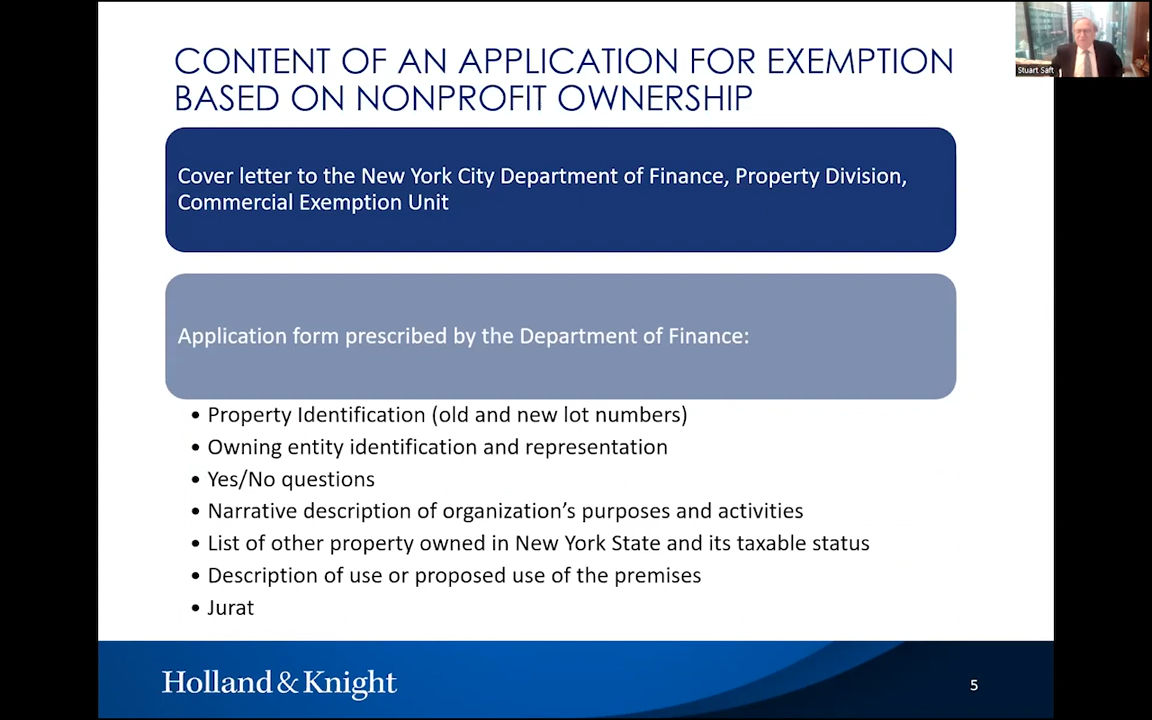 CONTENT OF AN APPLICATION FOR EXEMPTION
BASED ON NONPROFIT OWNERSHIP
Stuart Saft
Cover letter to the New York City Department of Finance, Property Division,
Commercial Exemption Unit
Application form prescribed by the Department of Finance:
• Property Identification (old and new lot numbers)
• Owning entity identification and representation
• Yes/No questions
• Narrative description of organization’s purposes and activities
• List of other property owned in New York State and its taxable status
• Description of use or proposed use of the premises
• Jurat
Holland & Knight
5